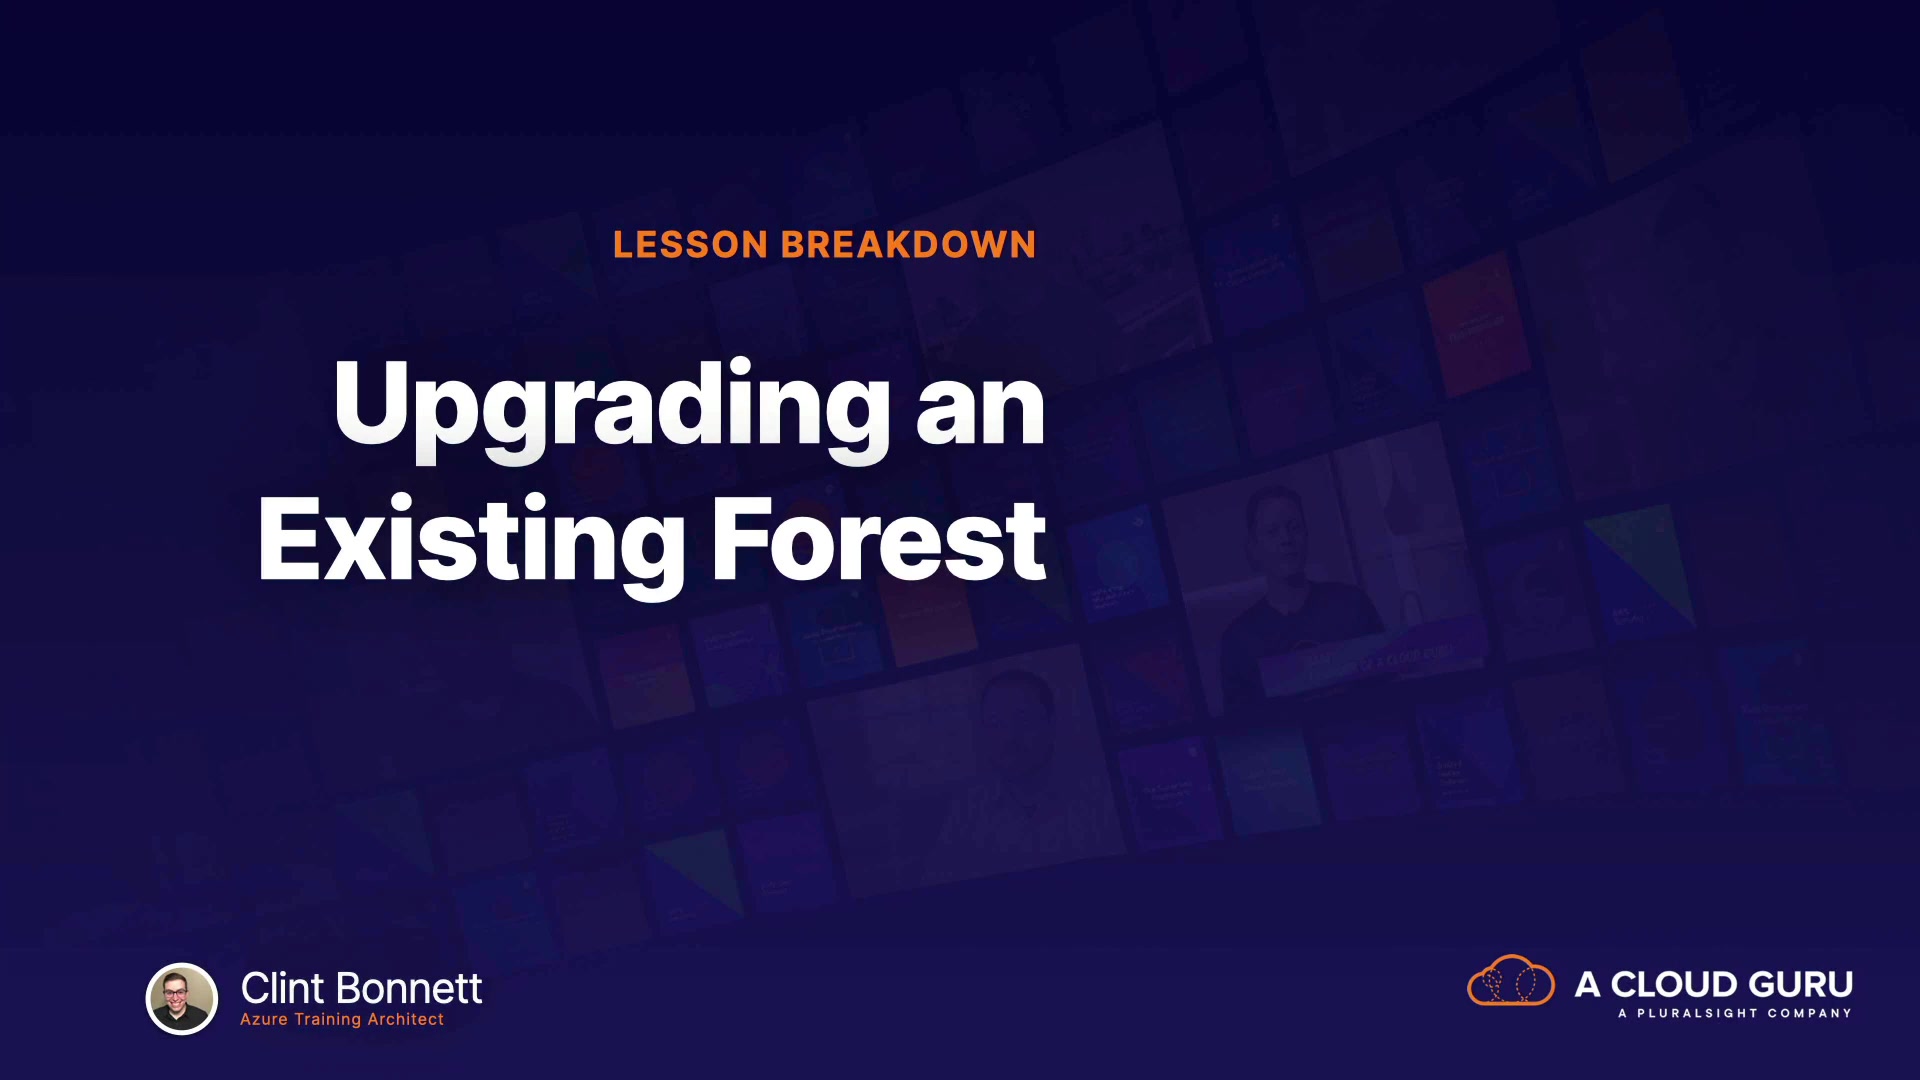 LESSON BREAKDOWN
Upgrading an
Existing Forest
Clint Bonnett
Azure Training Architect
A CLOUD GURU
A PLURALSIGHT COMPANY